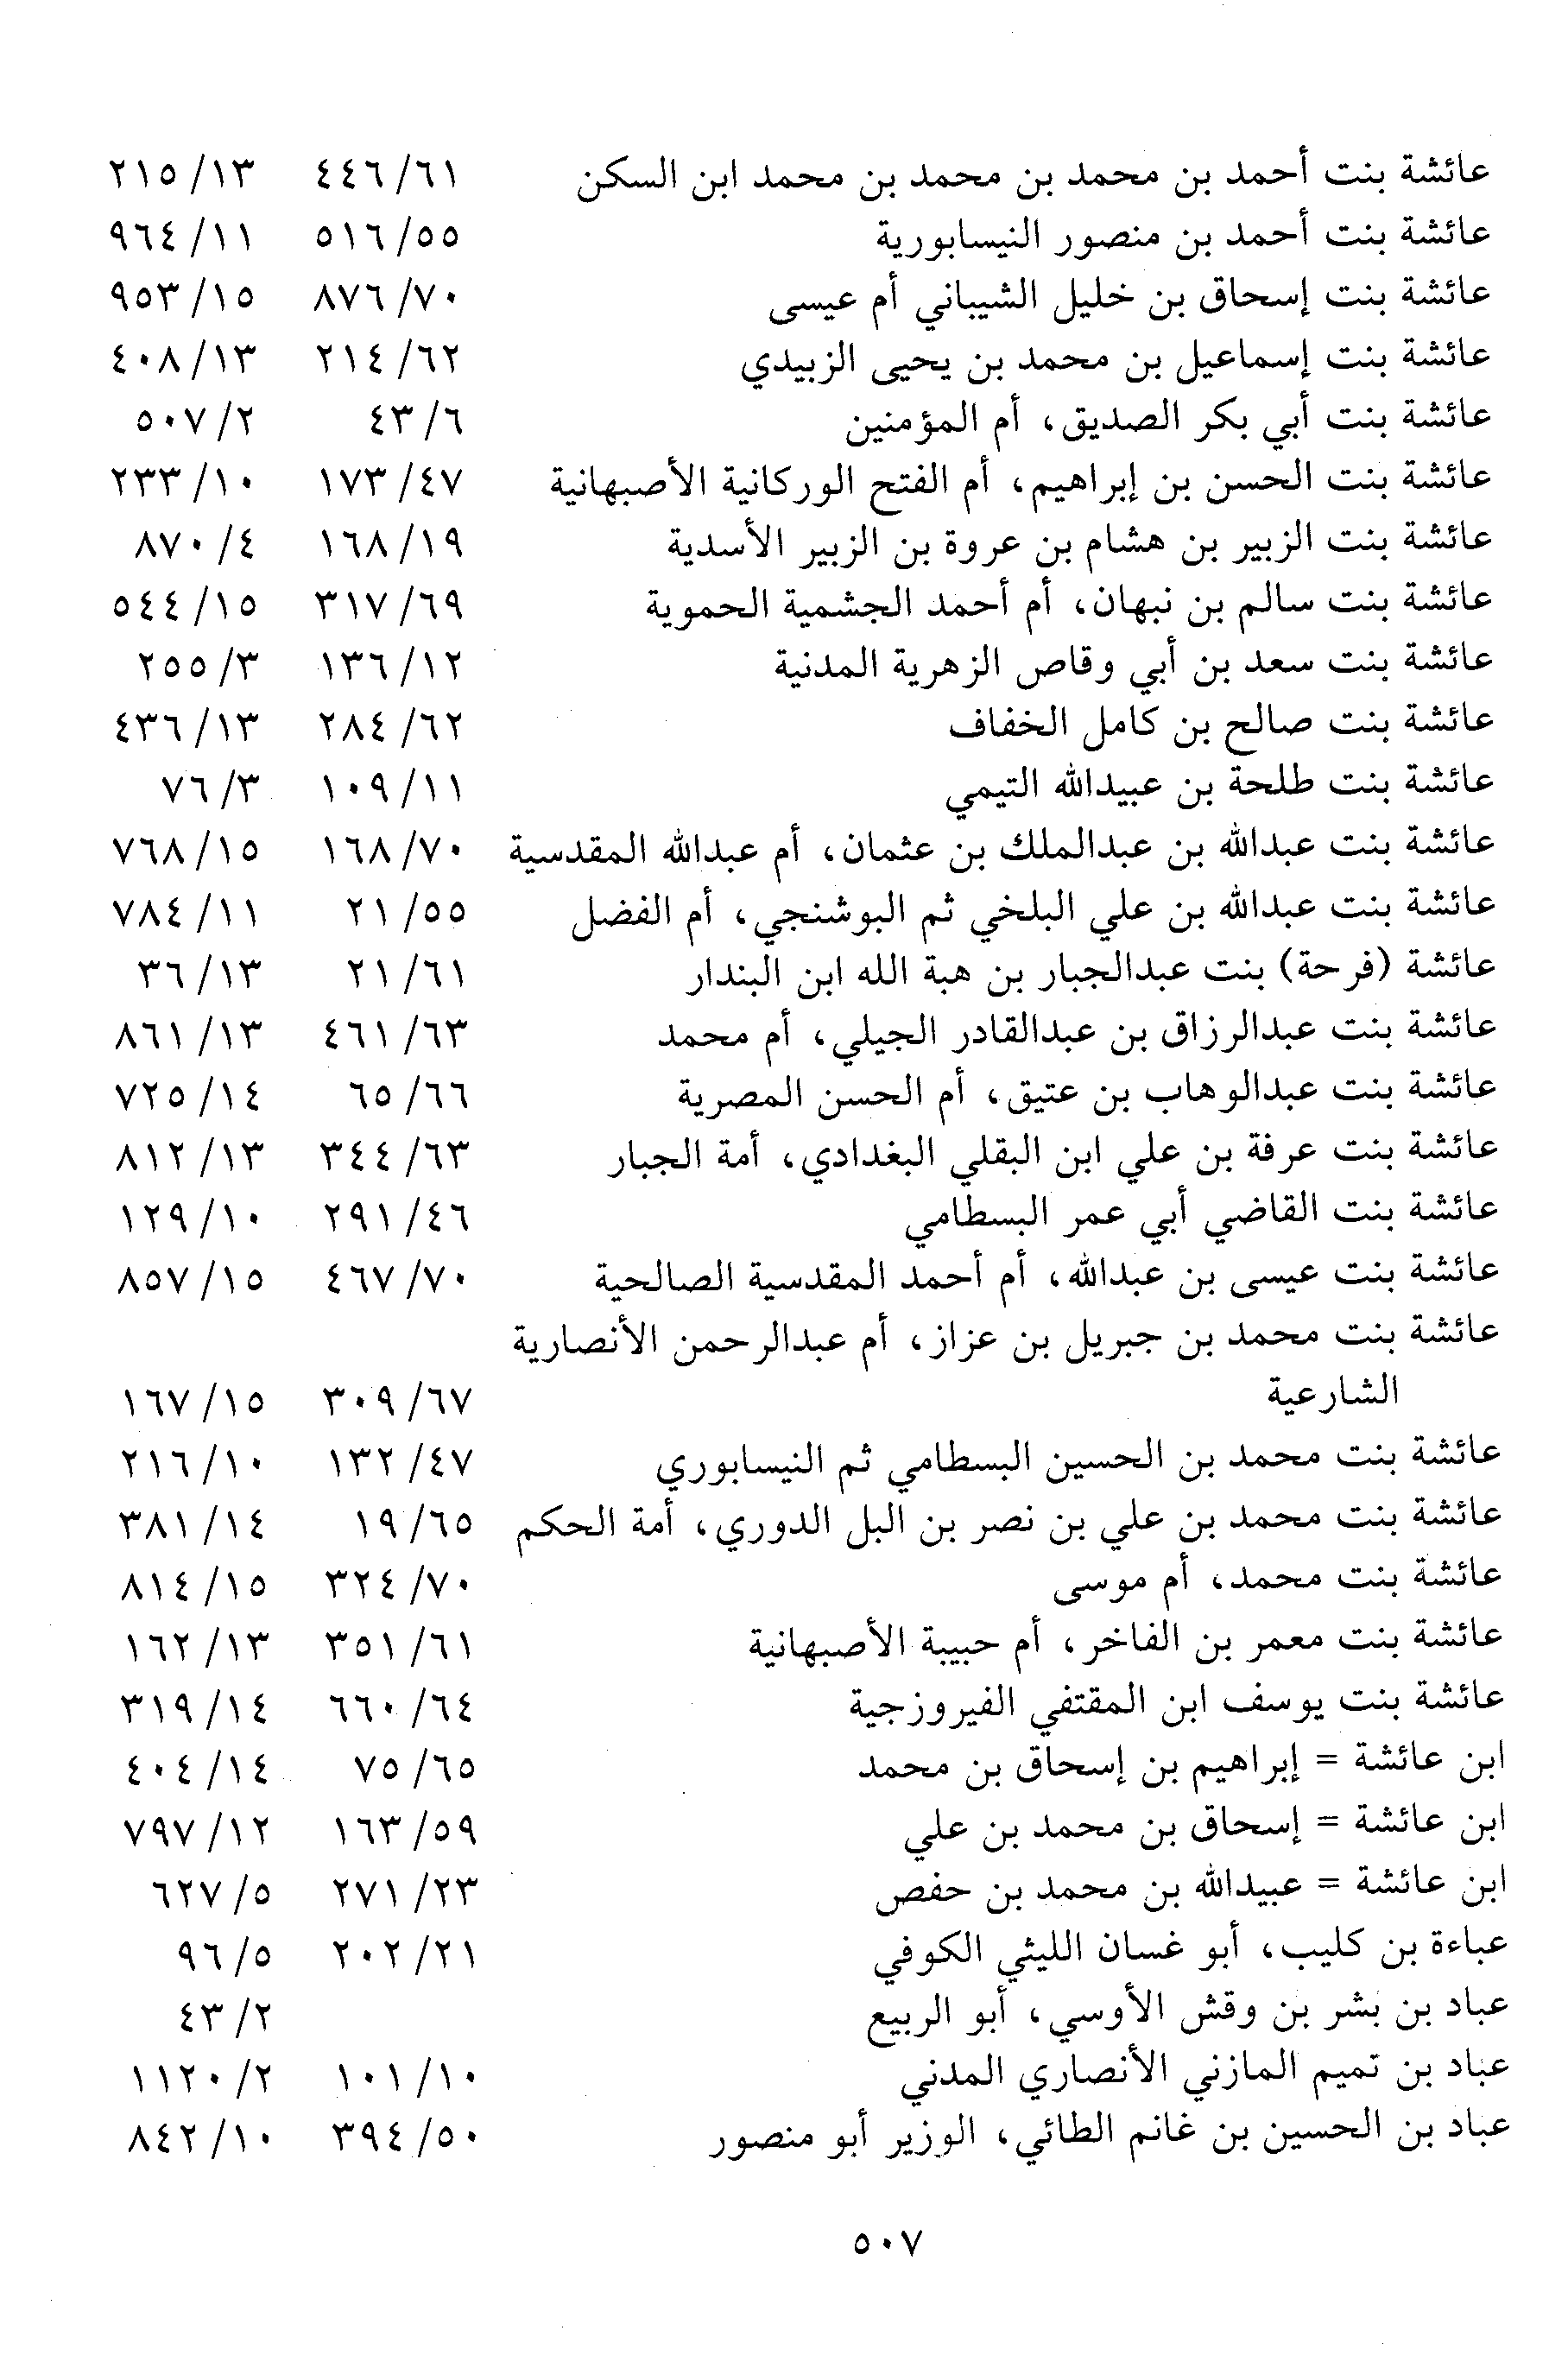 عائشة بنت أحمد بن محمد بن محمد بن محمد ابن السكن ٤٤٦/٦١ ٢١٥/١٣
عائشة بنت أحمد بن منصور النيسابورية ٥١٦/٥٥ ٩٦٤/١١
عائشة بنت إسحاق بن خليل الشيباني أم عيسى ٨٧٦/٧٠ ٩٥٣/١٥
عائشة بنت إسماعيل بن محمد بن يحيى الزبيدي ٢١٤/٦٢ ٤٠٨/١٣
عائشة بنت أبي بكر الصديق، أم المؤمنين ٤٣/٦ ٥٠٧/٢
عائشة بنت الحسن بن إبراهيم، أم الفتح الوركانية الأصبهانية ١٧٣/٤٧ ٢٣٣/١٠
عائشة بنت الزبير بن هشام بن عروة بن الزبير الأسدية ١٦٨/١٩ ٨٧٠/٤
عائشة بنت سالم بن نبهان، أم أحمد الجشمية الحموية ٣١٧/٦٩ ٥٤٤/١٥
عائشة بنت سعد بن أبي وقاص الزهرية المدنية ١٣٦/١٢ ٢٥٥/٣
عائشة بنت صالح بن كامل الخفاف ٢٨٤/٦٢ ٤٣٦/١٣
عائشة بنت طلحة بن عبيدالله التيمي ١٠٩/١١ ٧٦/٣
عائشة بنت عبدالله بن عبدالملك بن عثمان، أم عبدالله المقدسية ١٦٨/٧٠ ٧٦٨/١٥
عائشة بنت عبدالله بن علي البلخي ثم البوشنجي، أم الفضل ٢١/٥٥ ٧٨٤/١١
عائشة (فرحة) بنت عبدالجبار بن هبة الله ابن البندار ٢١/٦١ ٣٦/١٣
عائشة بنت عبدالرزاق بن عبدالقادر الجيلي، أم محمد ٤٦١/٦٣ ٨٦١/١٣
عائشة بنت عبدالوهاب بن عتيق، أم الحسن المصرية ٦٥/٦٦ ٧٢٥/١٤
عائشة بنت عرفة بن علي ابن البقلي البغدادي، أمة الجبار ٣٤٤/٦٣ ٨١٢/١٣
عائشة بنت القاضي أبي عمر البسطامي ٢٩١/٤٦ ١٢٩/١٠
عائشة بنت عيسى بن عبدالله، أم أحمد المقدسية الصالحية ٤٦٧/٧٠ ٨٥٧/١٥
عائشة بنت محمد بن جبريل بن عزاز، أم عبدالرحمن الأنصارية
الشارعية ٣٠٩/٦٧ ١٦٧/١٥
عائشة بنت محمد بن الحسين البسطامي ثم النيسابوري ١٣٢/٤٧ ٢١٦/١٠
عائشة بنت محمد بن علي بن نصر بن البل الدوري، أمة الحكم ١٩/٦٥ ٣٨١/١٤
عائشة بنت محمد، أم موسى ٣٢٤/٧٠ ٨١٤/١٥
عائشة بنت معمر بن الفاخر، أم حبيبة الأصبهانية ٣٥١/٦١ ١٦٢/١٣
عائشة بنت يوسف ابن المقتفي الفيروزجية ٦٦٠/٦٤ ٣١٩/١٤
ابن عائشة = إبراهيم بن إسحاق بن محمد ٧٥/٦٥ ٤٠٤/١٤
ابن عائشة = إسحاق بن محمد بن علي ١٦٣/٥٩ ٧٩٧/١٢
ابن عائشة = عبيدالله بن محمد بن حفص ٢٧١/٢٣ ٦٢٧/٥
عباءة بن كليب، أبو غسان الليثي الكوفي ٢٠٢/٢١ ٩٦/٥
عباد بن بشر بن وقش الأوسي، أبو الربيع ٤٣/٢
عباد بن تميم المازني الأنصاري المدني ١٠١/١٠ ١١٢٠/٢
عباد بن الحسين بن غانم الطائي، الوزير أبو منصور ٣٩٤/٥٠ ٨٤٢/١٠
٥٠٧